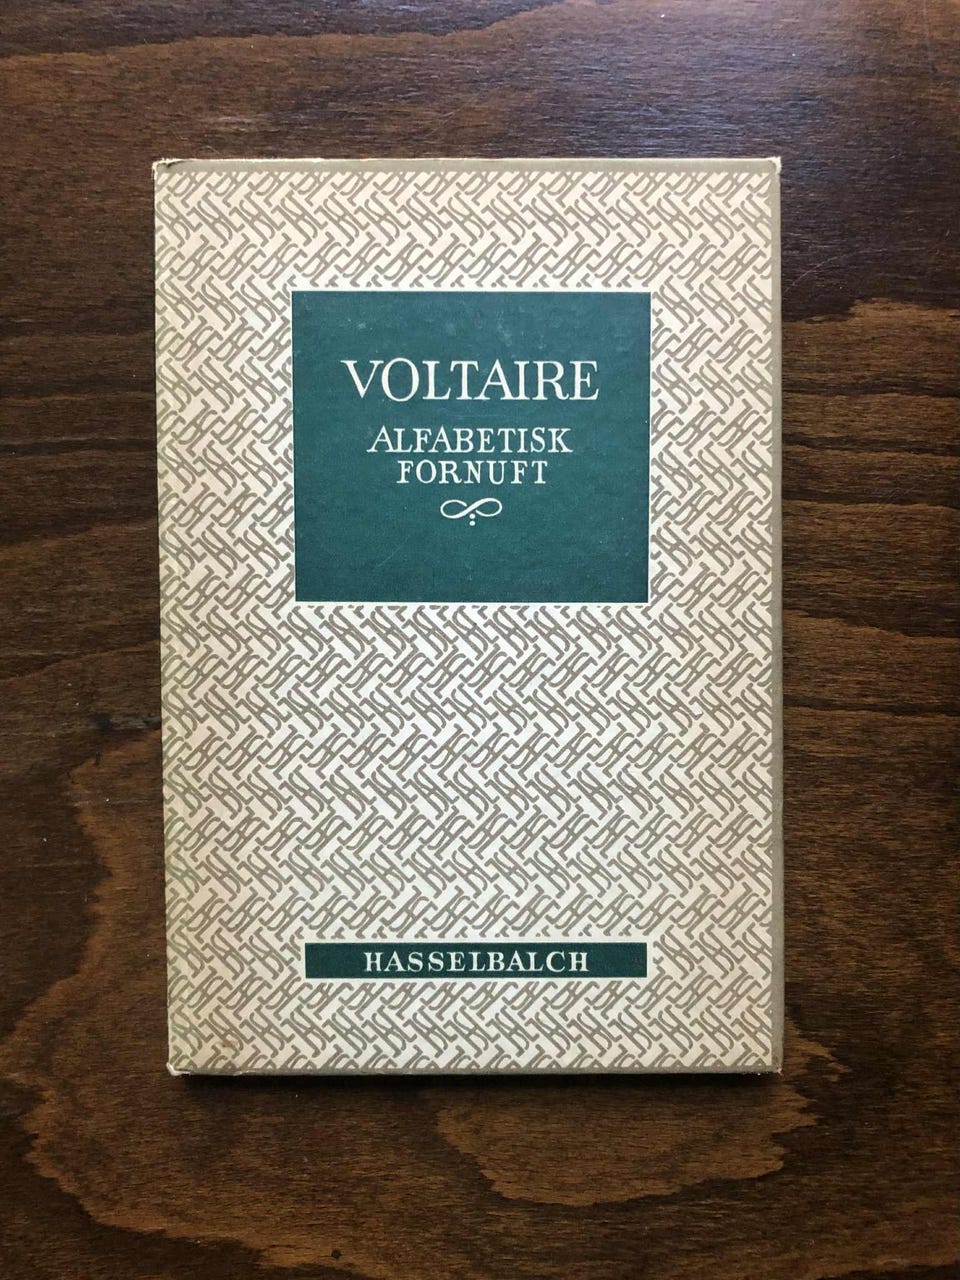 VOLTAIRE
ALFABETISK
FORNUFT
HASSELBALCH